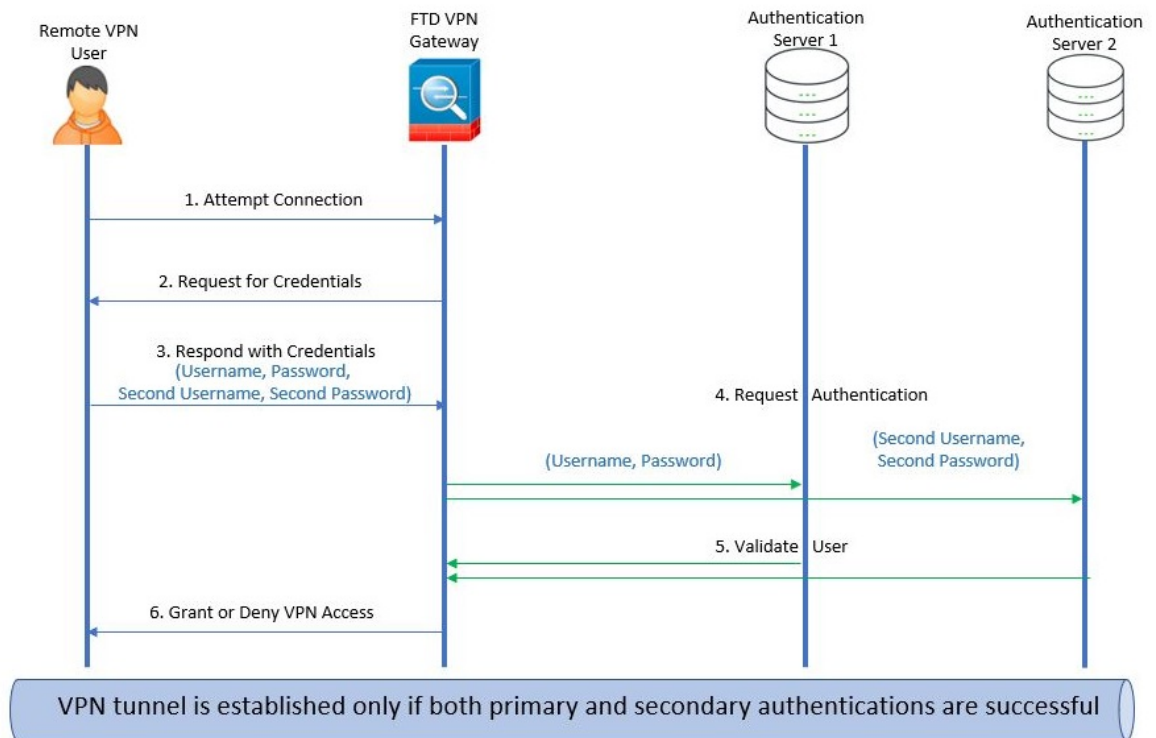 Remote VPN
User
FTD VPN
Gateway
Authentication
Server 1
Authentication
Server 2
1. Attempt Connection
2. Request for Credentials
3. Respond with Credentials
(Username, Password,
Second Username, Second Password)
4. Request Authentication
(Username, Password)
(Second Username,
Second Password)
5. Validate User
6. Grant or Deny VPN Access
VPN tunnel is established only if both primary and secondary authentications are successful